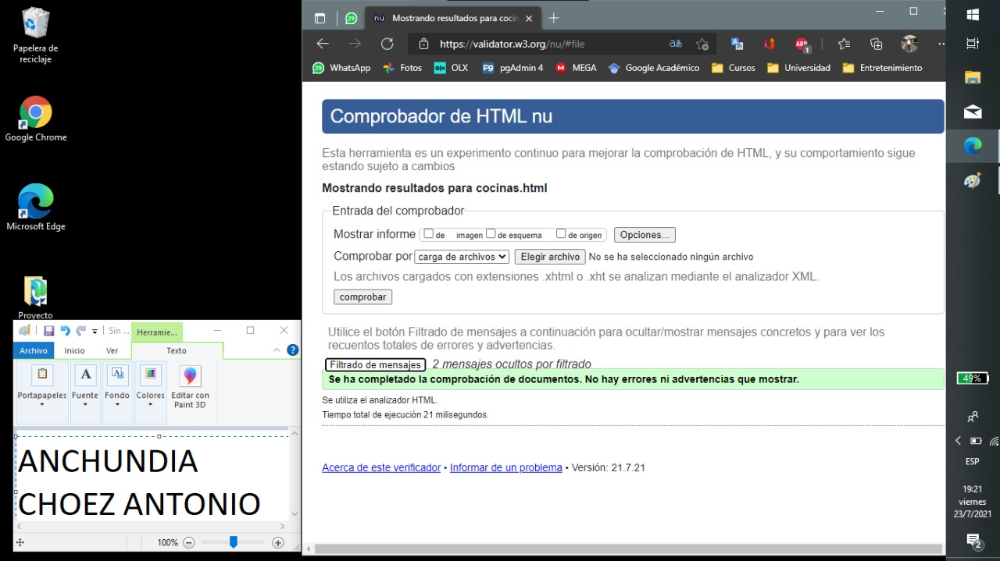 Papelera de
reciclaje
Google Chrome
Microsoft Edge
Proyecto
Sin ...
Herramie...
Archivo
Inicio
Ver
Texto
Portapapeles
Fuente
Fondo
Colores
Editar con
Paint 3D
ANCHUNDIA
CHOEZ ANTONIO
100%
29
nu
Mostrando resultados para cocin
https://validator.w3.org/nu/#file
aあ
ABP
1
29
WhatsApp
Fotos
OLX
pgAdmin 4
MEGA
Google Académico
Cursos
Universidad
Entretenimiento
Comprobador de HTML nu
Esta herramienta es un experimento continuo para mejorar la comprobación de HTML, y su comportamiento sigue
estando sujeto a cambios
Mostrando resultados para cocinas.html
Entrada del comprobador
Mostrar informe de imagen de esquema de origen Opciones...
Comprobar por carga de archivos Elegir archivo No se ha seleccionado ningún archivo
Los archivos cargados con extensiones .xhtml o .xht se analizan mediante el analizador XML.
comprobar
Utilice el botón Filtrado de mensajes a continuación para ocultar/mostrar mensajes concretos y para ver los
recuentos totales de errores y advertencias.
Filtrado de mensajes 2 mensajes ocultos por filtrado
Se ha completado la comprobación de documentos. No hay errores ni advertencias que mostrar.
Se utiliza el analizador HTML.
Tiempo total de ejecución 21 milisegundos.
Acerca de este verificador • Informar de un problema • Versión: 21.7.21
49%
ESP
19:21
viernes
23/7/2021
2